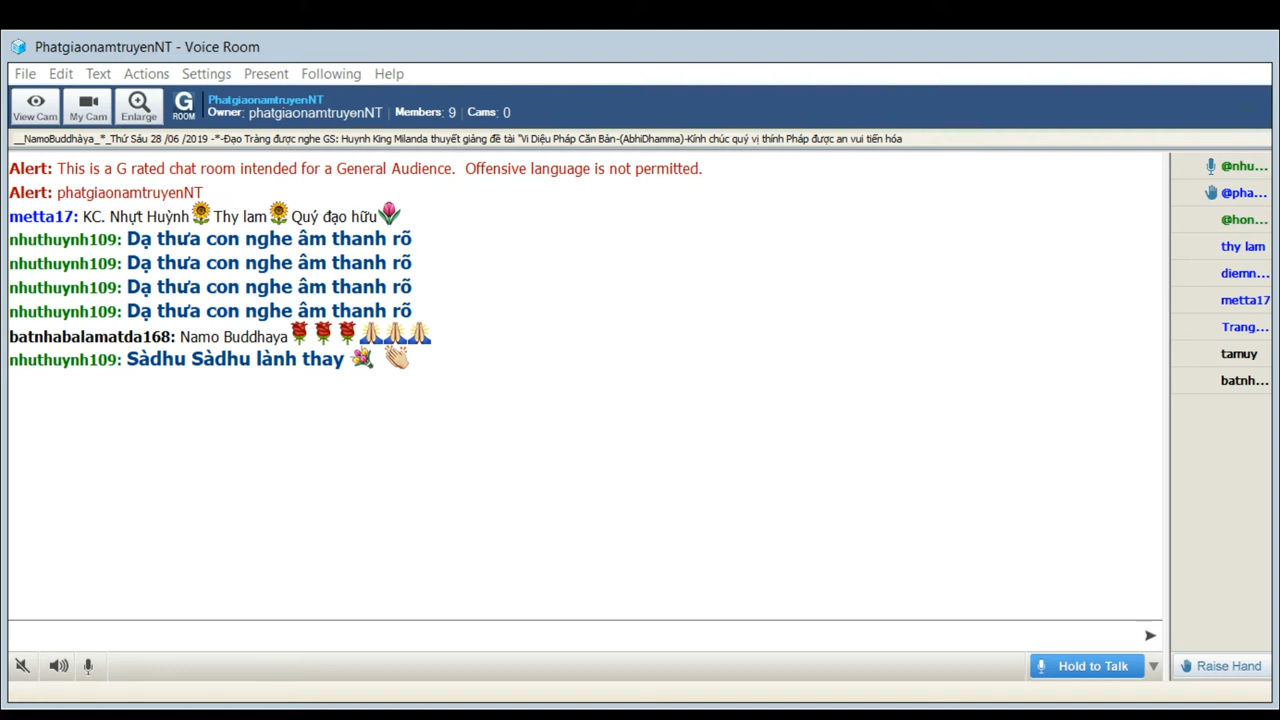 PhatgiaonamtruyenNT - Voice Room
File Edit Text Actions Settings Present Following Help
View Cam My Cam Enlarge G ROOM PhatgiaonamtruyenNT
Owner: phatgiaonamtruyenNT Members: 9 Cams: 0
__NamoBuddhàya_*_Thứ Sáu 28 /06 /2019 -*-Đạo Tràng được nghe GS: Huynh King Milanda thuyết giảng đề tài "Vi Diệu Pháp Căn Bản-(AbhiDhamma)-Kính chúc quý vị thính Pháp được an vui tiến hóa
Alert: This is a G rated chat room intended for a General Audience. Offensive language is not permitted.
Alert: phatgiaonamtruyenNT
metta17: KC. Nhựt Huỳnh🌻Thy lam🌻Quý đạo hữu🌷
nhuthuynh109: Dạ thưa con nghe âm thanh rõ
nhuthuynh109: Dạ thưa con nghe âm thanh rõ
nhuthuynh109: Dạ thưa con nghe âm thanh rõ
nhuthuynh109: Dạ thưa con nghe âm thanh rõ
batnhabalamatda168: Namo Buddhaya🌹🌹🌹🙏🙏🙏
nhuthuynh109: Sàdhu Sàdhu lành thay 💐 👏
@nhu...
@pha...
@hon...
thy lam
diemn...
metta17
Trang...
tamuy
batnh...
Hold to Talk
Raise Hand